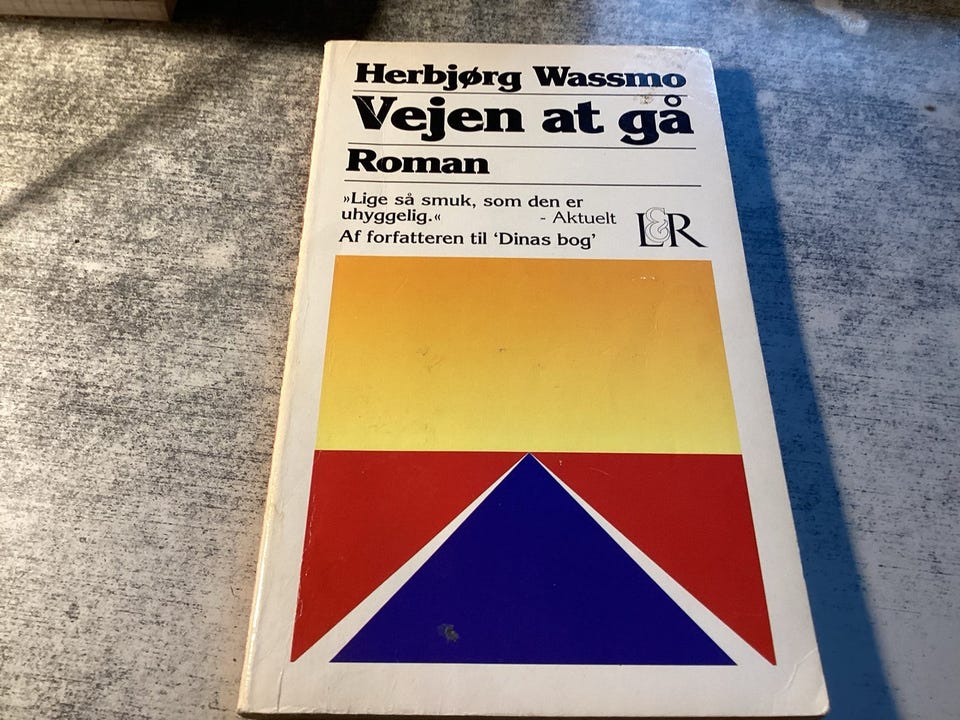 Herbjørg Wassmo
Vejen at gå
Roman
»Lige så smuk, som den er
uhyggelig.« - Aktuelt
Af forfatteren til ‘Dinas bog’
L&R